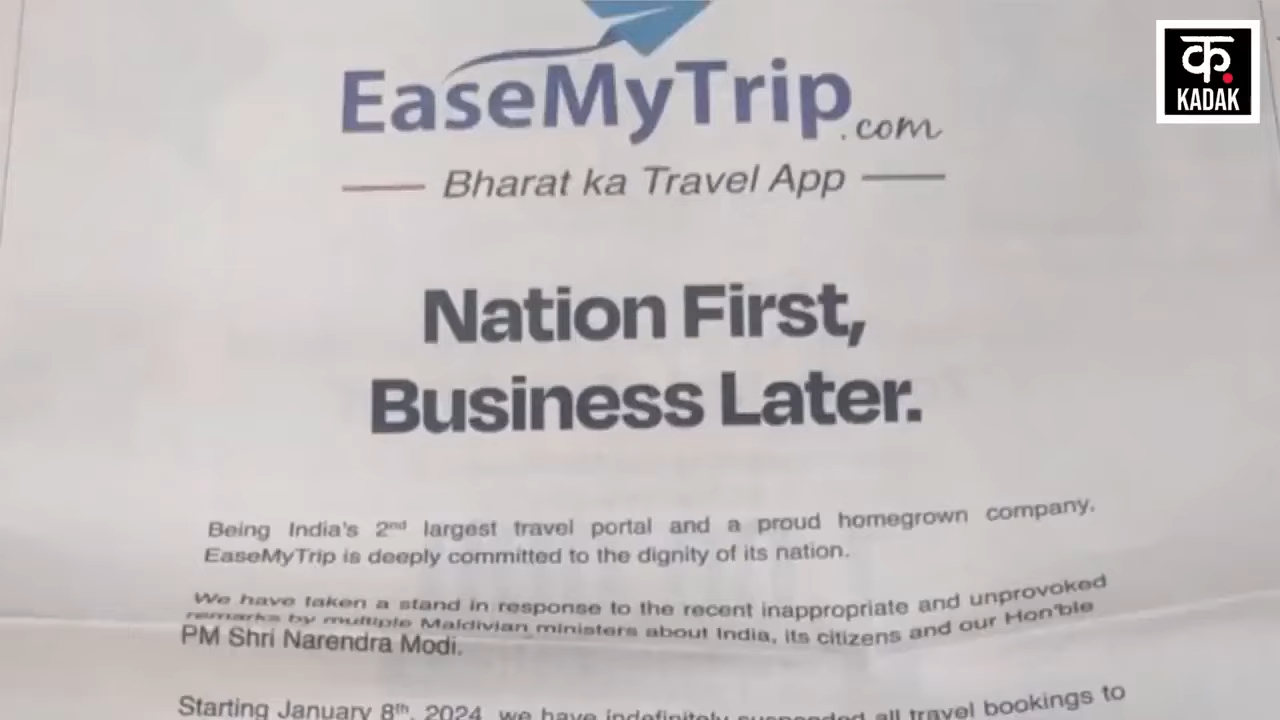 EaseMyTrip.com
Bharat ka Travel App
क.
KADAK
Nation First,
Business Later.
Being India's 2nd largest travel portal and a proud homegrown company,
EaseMyTrip is deeply committed to the dignity of its nation.
We have taken a stand in response to the recent inappropriate and unprovoked
remarks by multiple Maldivian ministers about India, its citizens and our Hon'ble
PM Shri Narendra Modi.
Starting January 8th, 2024, we have indefinitely suspended all travel bookings to